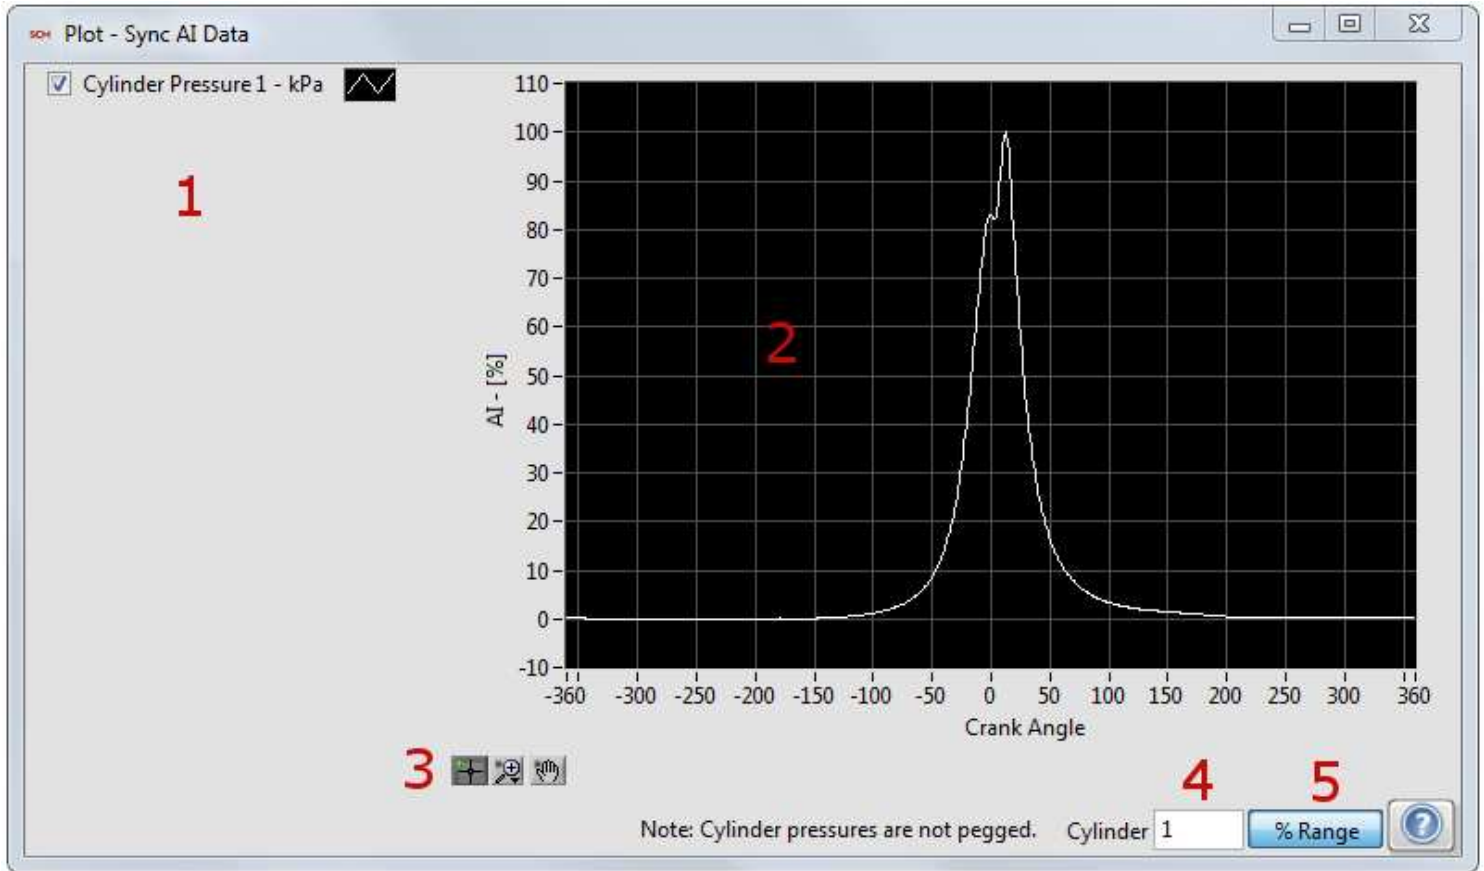 SCM Plot - Sync AI Data
Cylinder Pressure 1 - kPa
1
110
100
90
80
70
60
50
40
30
20
10
0
-10
AI - [%]
2
-360 -300 -250 -200 -150 -100 -50 0 50 100 150 200 250 300 360
Crank Angle
3
4
5
Note: Cylinder pressures are not pegged.
Cylinder 1
% Range
?